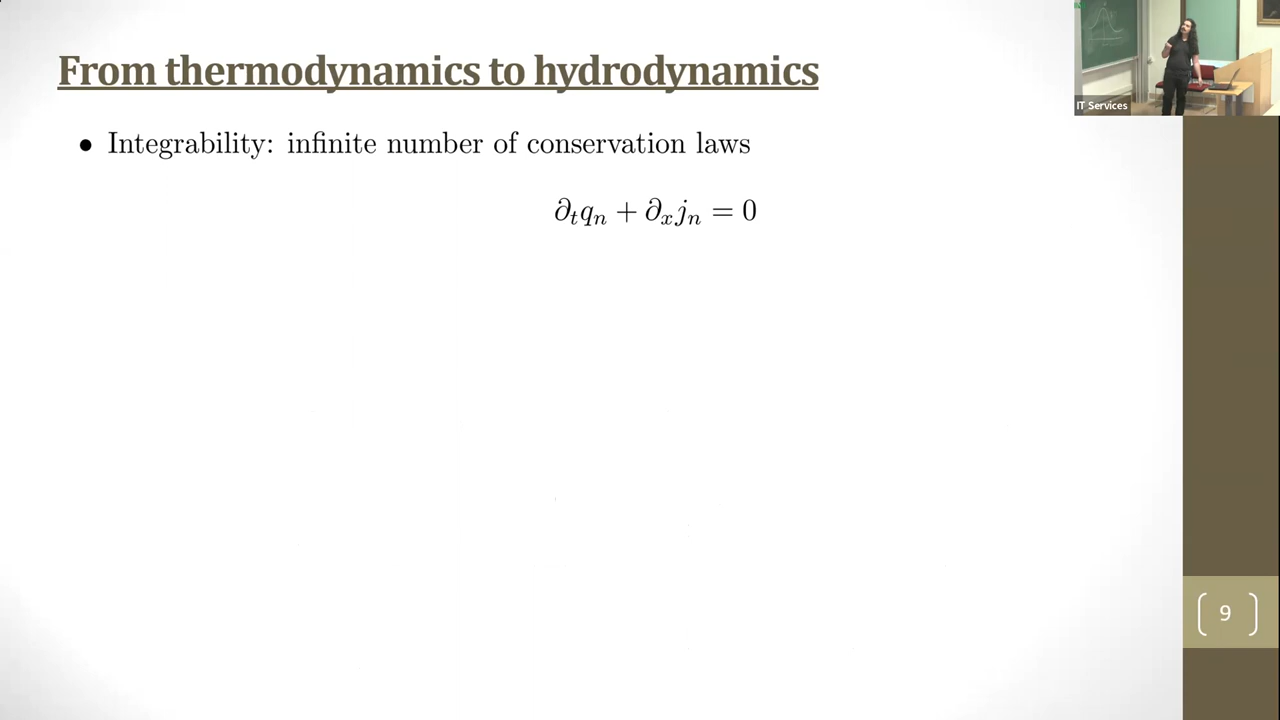 From thermodynamics to hydrodynamics
IT Services
• Integrability: infinite number of conservation laws
∂ₜqₙ + ∂ₓjₙ = 0
9